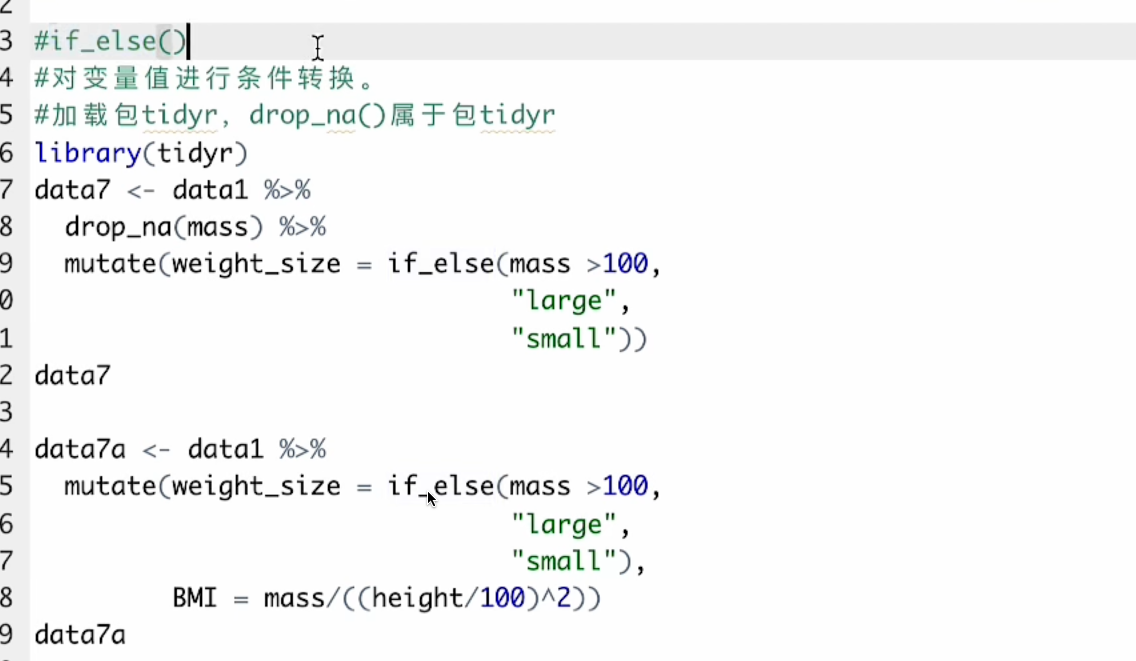 2
3 #if_else()
4 #对变量值进行条件转换。
5 #加载包tidyr, drop_na()属于包tidyr
6 library(tidyr)
7 data7 <- data1 %>%
8   drop_na(mass) %>%
9   mutate(weight_size = if_else(mass >100,
0                                "large",
1                                "small"))
2 data7
3
4 data7a <- data1 %>%
5   mutate(weight_size = if_else(mass >100,
6                                "large",
7                                "small"),
8          BMI = mass/((height/100)^2))
9 data7a